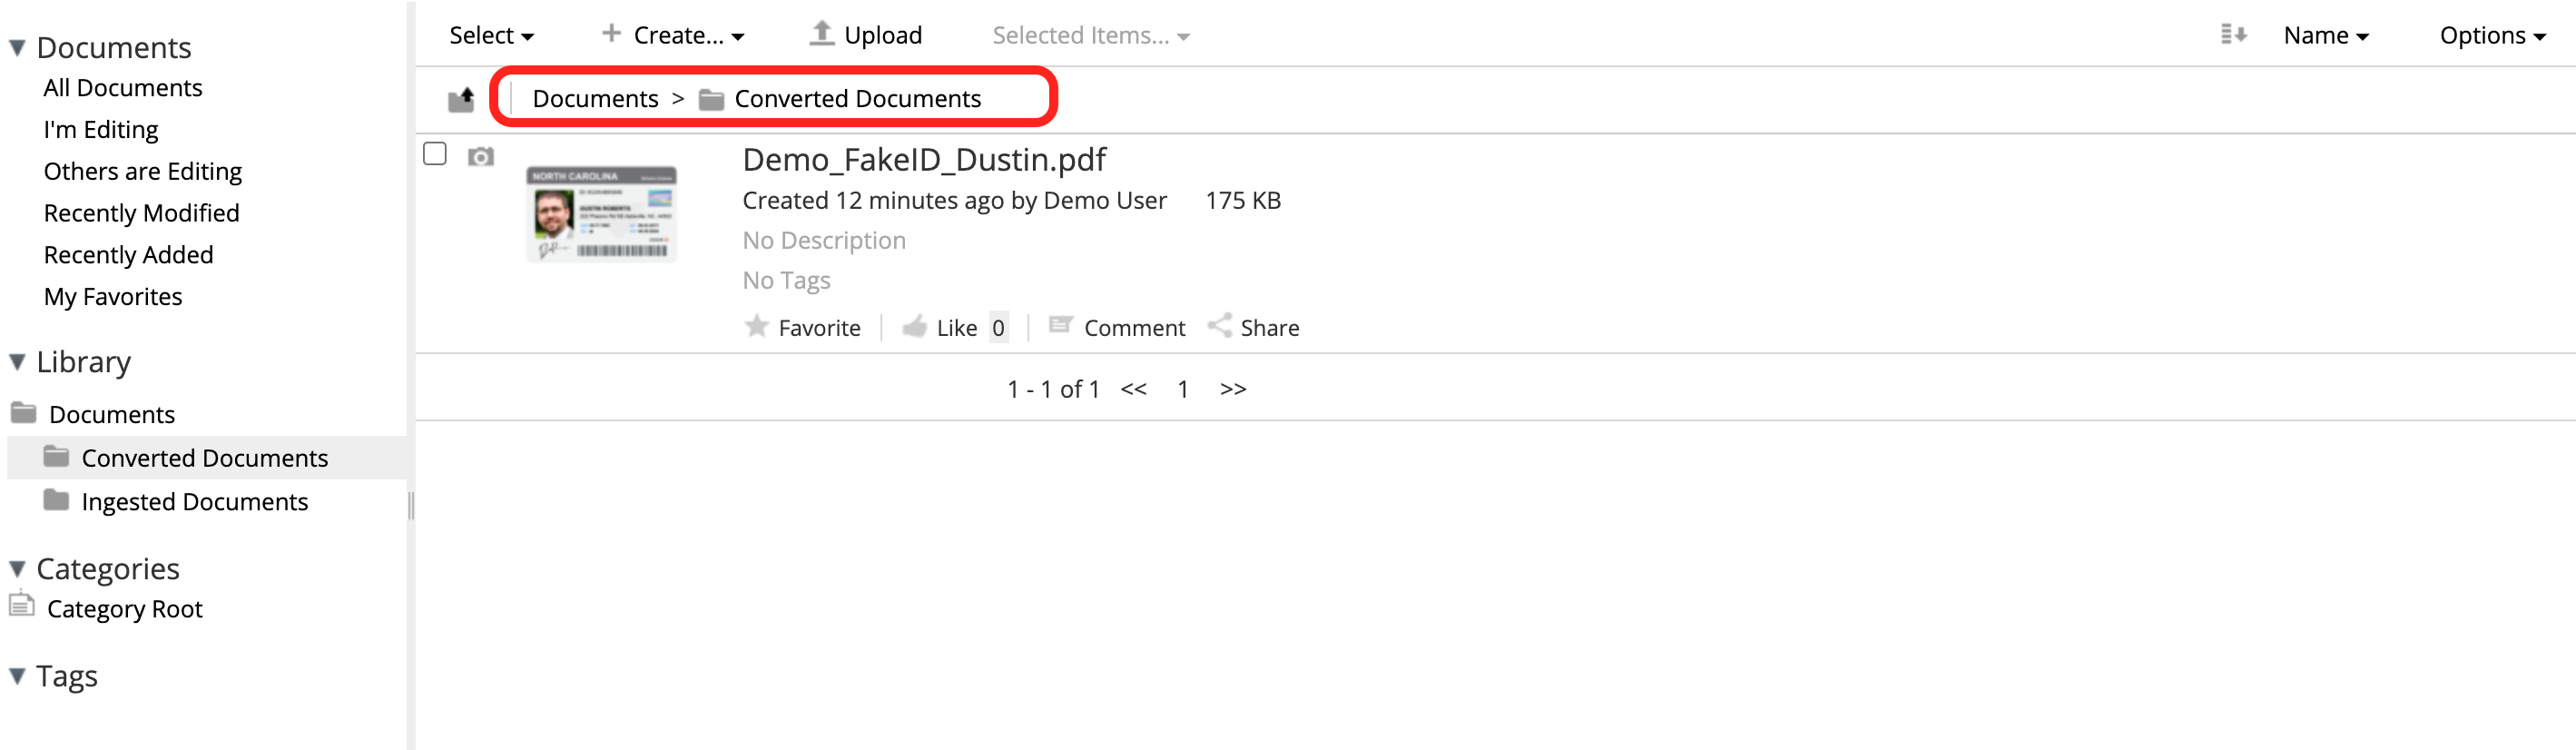 Documents
All Documents
I'm Editing
Others are Editing
Recently Modified
Recently Added
My Favorites
Library
Documents
Converted Documents
Ingested Documents
Categories
Category Root
Tags
Select + Create... Upload Selected Items... Name Options
Documents > Converted Documents
NORTH CAROLINA
DUSTIN ROBERTS
Demo_FakeID_Dustin.pdf
Created 12 minutes ago by Demo User 175 KB
No Description
No Tags
Favorite Like 0 Comment Share
1 - 1 of 1 << 1 >>